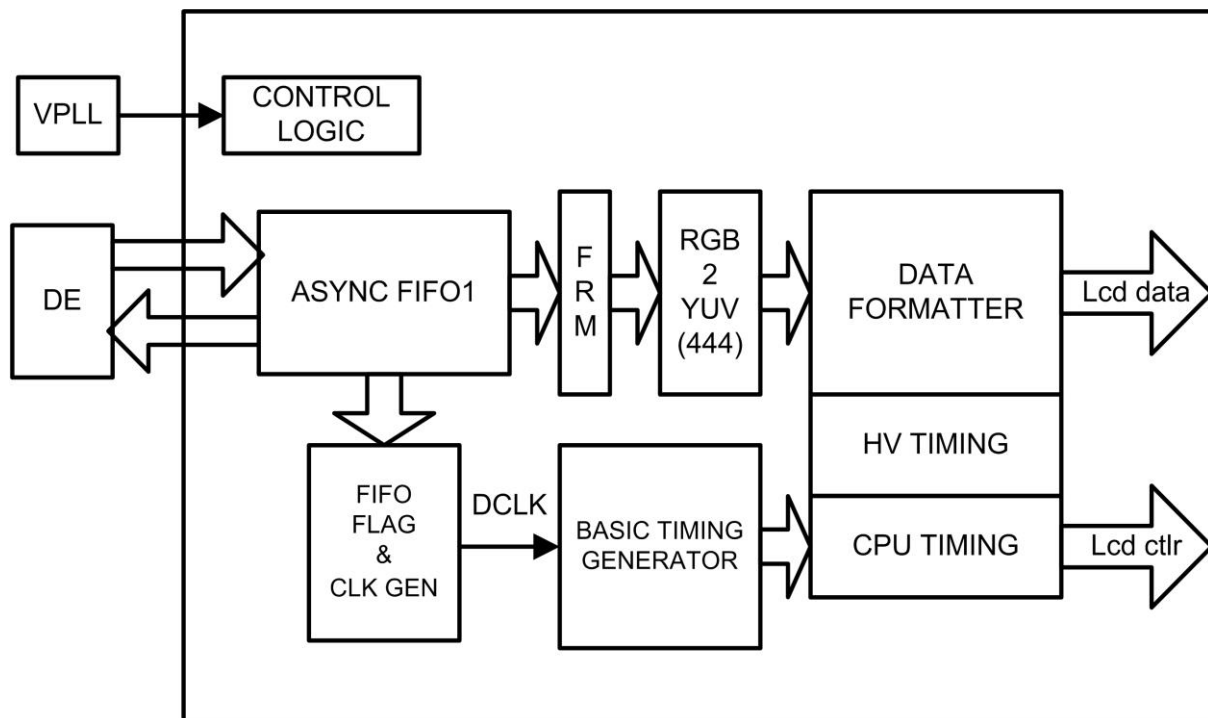 VPLL
CONTROL
LOGIC
DE
ASYNC FIFO1
F
R
M
RGB
2
YUV
(444)
DATA
FORMATTER
Lcd data
HV TIMING
FIFO
FLAG
&
CLK GEN
DCLK
BASIC TIMING
GENERATOR
CPU TIMING
Lcd ctlr